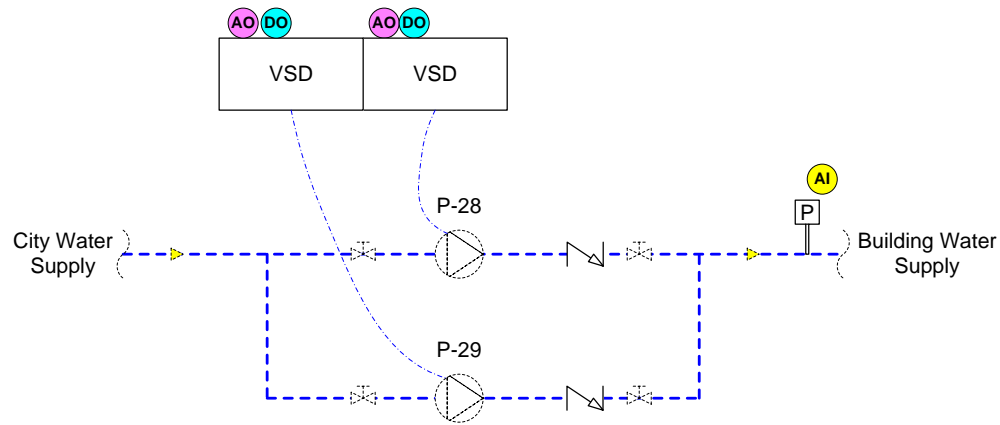 AO DO AO DO
VSD VSD
AI
P-28
P
City Water
Supply
Building Water
Supply
P-29